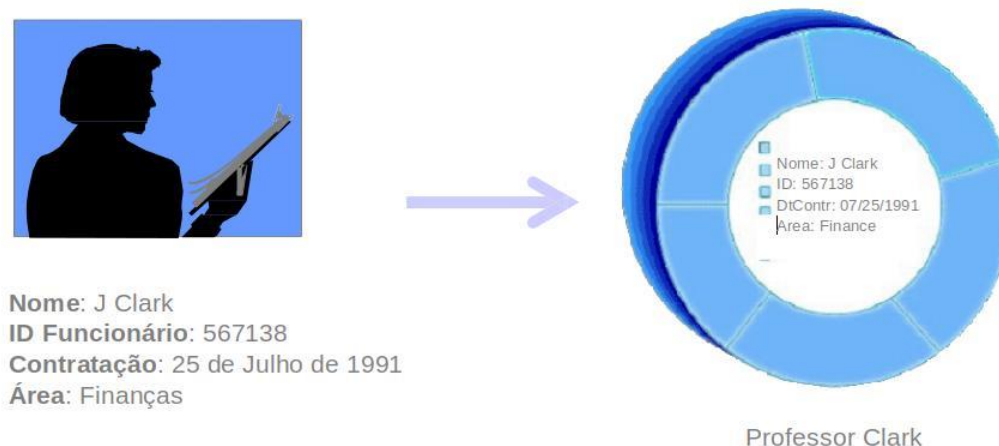 Nome: J Clark
ID Funcionário: 567138
Contratação: 25 de Julho de 1991
Área: Finanças
Nome: J Clark
ID: 567138
DtContr: 07/25/1991
Area: Finance
Professor Clark